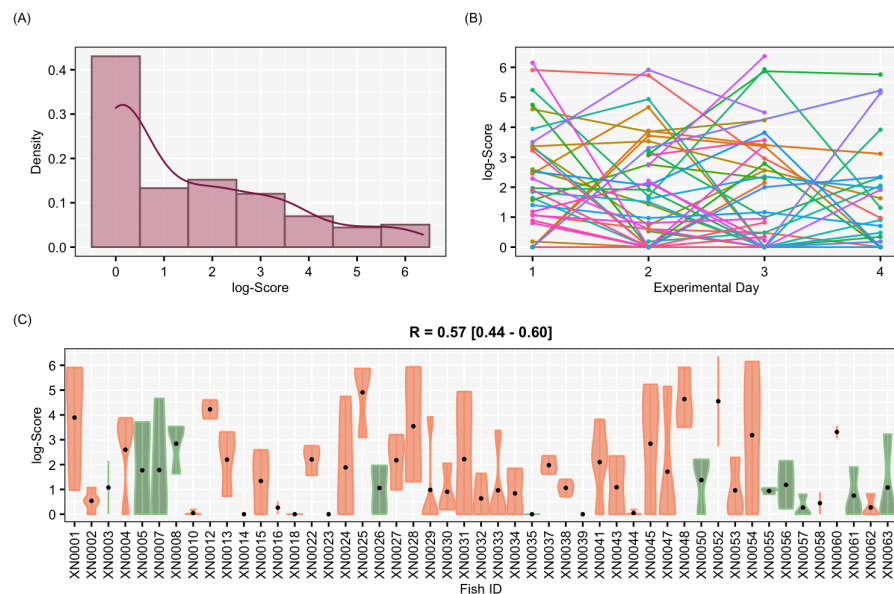 (A)
(B)
0.4
0.3
0.2
0.1
0.0
Density
0 1 2 3 4 5 6
log-Score
6
5
4
3
2
1
0
log-Score
1 2 3 4
Experimental Day
(C)
R = 0.57 [0.44 - 0.60]
6
5
4
3
2
1
0
log-Score
XN0001
XN0002
XN0003
XN0004
XN0005
XN0007
XN0008
XN0010
XN0012
XN0013
XN0014
XN0015
XN0016
XN0018
XN0022
XN0023
XN0024
XN0025
XN0026
XN0027
XN0028
XN0029
XN0030
XN0031
XN0032
XN0033
XN0034
XN0035
XN0037
XN0038
XN0039
XN0041
XN0043
XN0044
XN0045
XN0047
XN0048
XN0050
XN0052
XN0053
XN0054
XN0055
XN0056
XN0057
XN0058
XN0060
XN0061
XN0062
XN0063
Fish ID